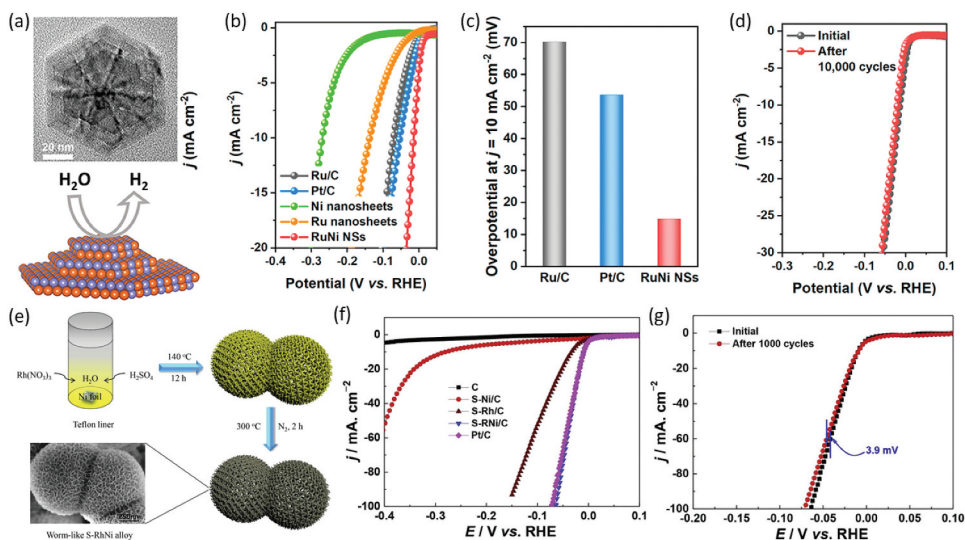 (a)
20 nm
H₂O H₂
(b)
j (mA cm⁻²)
0
-5
-10
-15
-20
Ru/C
Pt/C
Ni nanosheets
Ru nanosheets
RuNi NSs
-0.4 -0.3 -0.2 -0.1 0.0
Potential (V vs. RHE)
(c)
Overpotential at j = 10 mA cm⁻² (mV)
70
60
50
40
30
20
10
0
Ru/C Pt/C RuNi NSs
(d)
j (mA cm⁻²)
0
-5
-10
-15
-20
-25
-30
Initial
After
10,000 cycles
-0.3 -0.2 -0.1 0.0 0.1
Potential (V vs. RHE)
(e)
Rh(NO₃)₃
H₂O
H₂SO₄
Ni foil
Teflon liner
140 °C
12 h
300 °C N₂, 2 h
Worm-like S-RhNi alloy
(f)
j / mA. cm⁻²
0
-20
-40
-60
-80
-100
C
S-Ni/C
S-Rh/C
S-RNi/C
Pt/C
-0.4 -0.3 -0.2 -0.1 0.0 0.1
E / V vs. RHE
(g)
j / mA. cm⁻²
0
-20
-40
-60
-80
-100
Initial
After 1000 cycles
3.9 mV
-0.20 -0.15 -0.10 -0.05 0.00 0.05 0.10
E / V vs. RHE